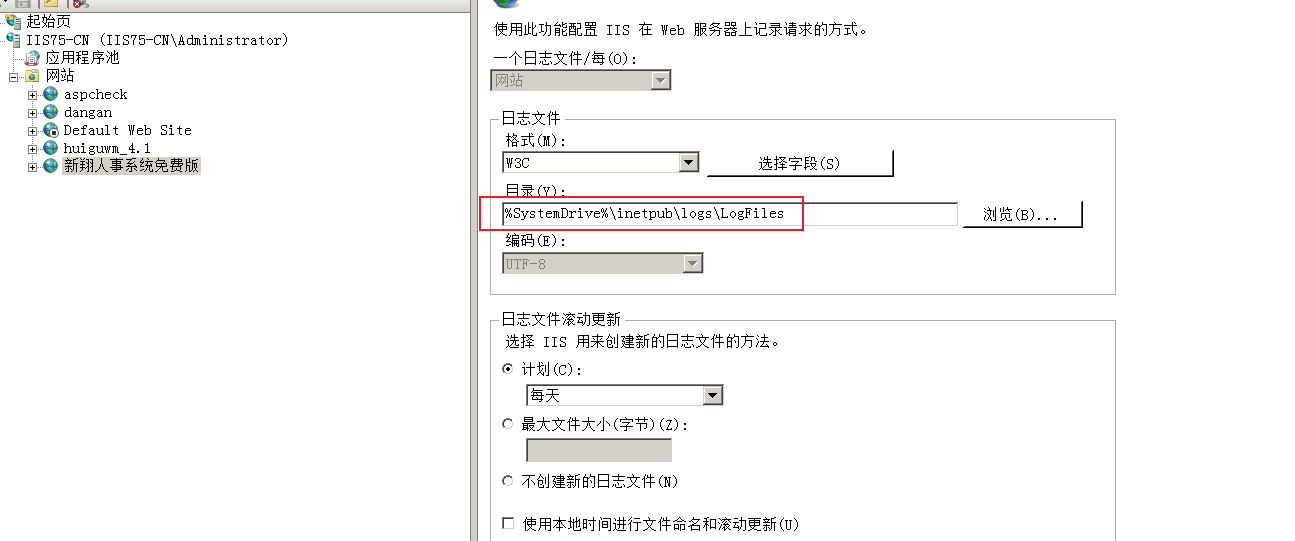 起始页
IIS75-CN (IIS75-CN\Administrator)
应用程序池
网站
aspcheck
dangan
Default Web Site
huiguwm_4.1
新翔人事系统免费版
使用此功能配置 IIS 在 Web 服务器上记录请求的方式。
一个日志文件/每(O):
网站
日志文件
格式(M):
W3C
选择字段(S)
目录(Y):
%SystemDrive%\inetpub\logs\LogFiles
浏览(B)...
编码(E):
UTF-8
日志文件滚动更新
选择 IIS 用来创建新的日志文件的方法。
计划(C):
每天
最大文件大小(字节)(Z):
不创建新的日志文件(N)
使用本地时间进行文件命名和滚动更新(U)